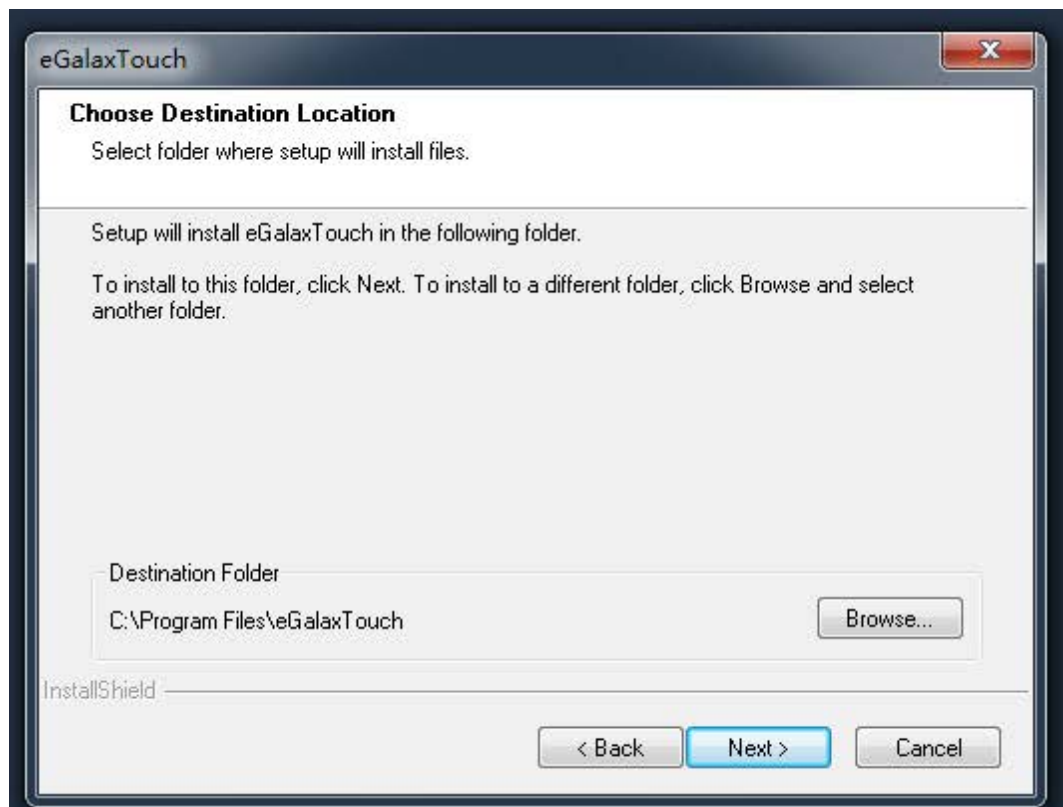 eGalaxTouch
Choose Destination Location
Select folder where setup will install files.
Setup will install eGalaxTouch in the following folder.
To install to this folder, click Next. To install to a different folder, click Browse and select
another folder.
Destination Folder
C:\Program Files\eGalaxTouch
Browse...
InstallShield
< Back
Next >
Cancel